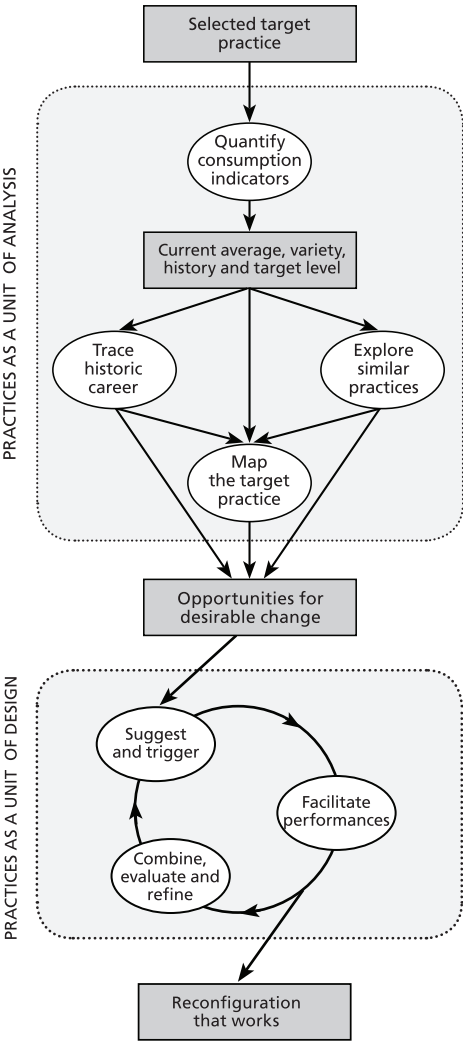 Selected target
practice
PRACTICES AS A UNIT OF ANALYSIS
Quantify
consumption
indicators
Current average, variety,
history and target level
Trace
historic
career
Explore
similar
practices
Map
the target
practice
Opportunities for
desirable change
PRACTICES AS A UNIT OF DESIGN
Suggest
and trigger
Facilitate
performances
Combine,
evaluate and
refine
Reconfiguration
that works